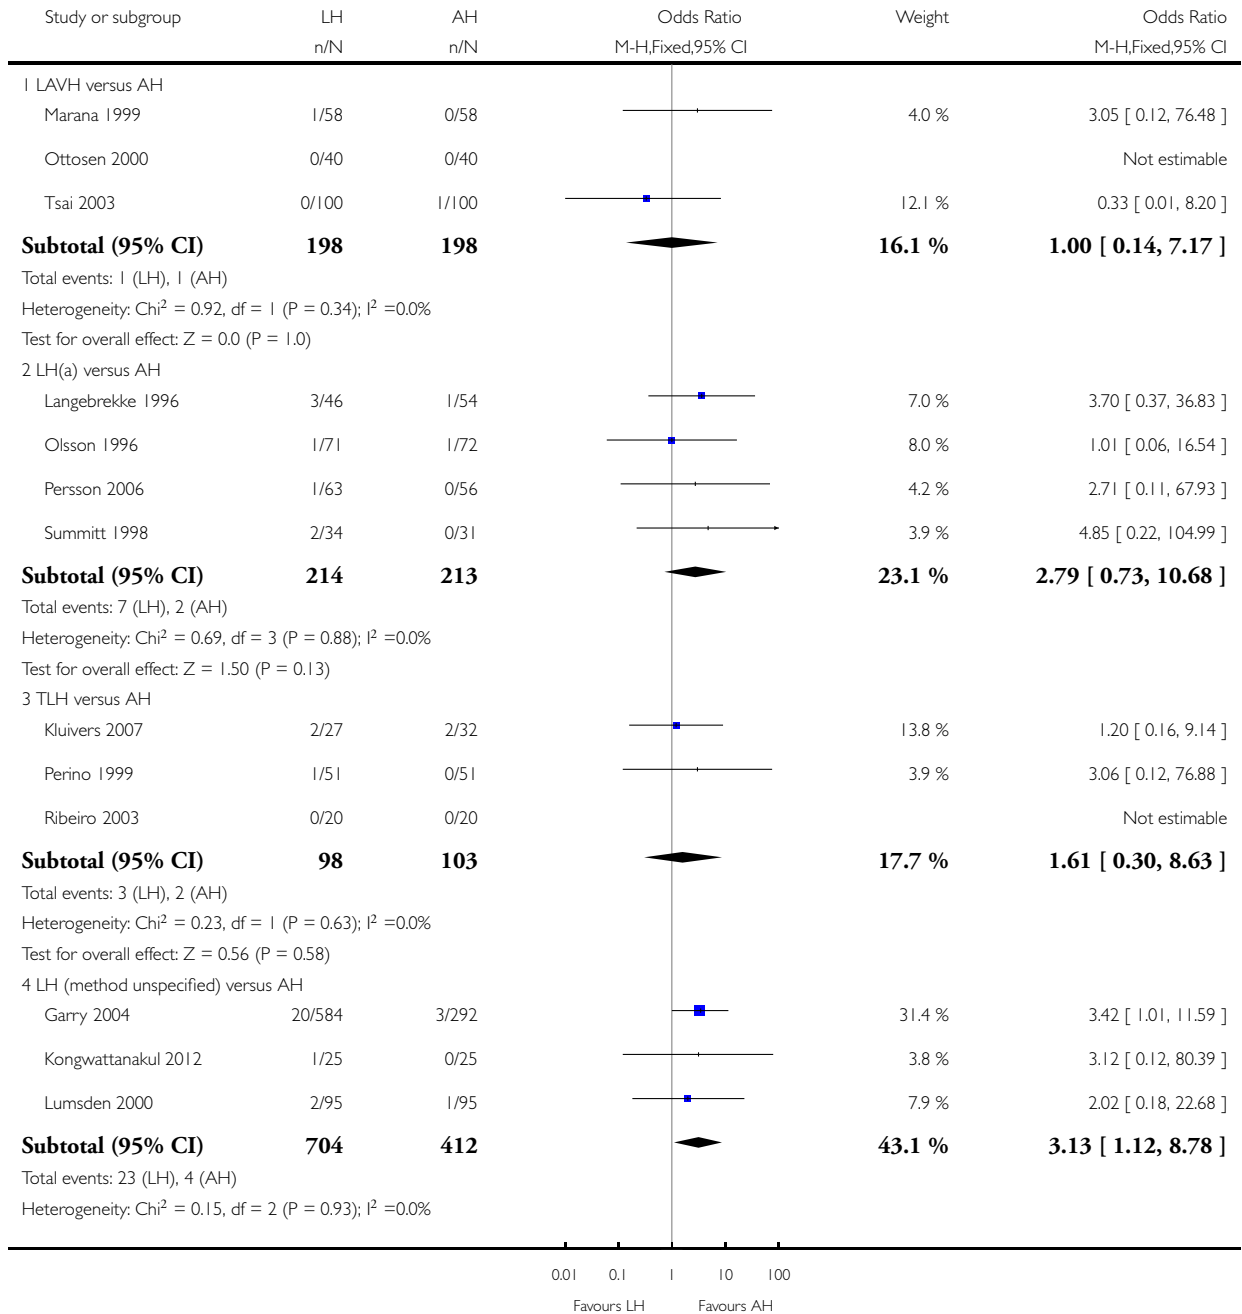 Study or subgroup LH AH Odds Ratio Weight Odds Ratio
n/N n/N M-H,Fixed,95% CI M-H,Fixed,95% CI
1 LAVH versus AH
Marana 1999 1/58 0/58 4.0 % 3.05 [ 0.12, 76.48 ]
Ottosen 2000 0/40 0/40 Not estimable
Tsai 2003 0/100 1/100 12.1 % 0.33 [ 0.01, 8.20 ]
Subtotal (95% CI) 198 198 16.1 % 1.00 [ 0.14, 7.17 ]
Total events: 1 (LH), 1 (AH)
Heterogeneity: Chi² = 0.92, df = 1 (P = 0.34); I² =0.0%
Test for overall effect: Z = 0.0 (P = 1.0)
2 LH(a) versus AH
Langebrekke 1996 3/46 1/54 7.0 % 3.70 [ 0.37, 36.83 ]
Olsson 1996 1/71 1/72 8.0 % 1.01 [ 0.06, 16.54 ]
Persson 2006 1/63 0/56 4.2 % 2.71 [ 0.11, 67.93 ]
Summitt 1998 2/34 0/31 3.9 % 4.85 [ 0.22, 104.99 ]
Subtotal (95% CI) 214 213 23.1 % 2.79 [ 0.73, 10.68 ]
Total events: 7 (LH), 2 (AH)
Heterogeneity: Chi² = 0.69, df = 3 (P = 0.88); I² =0.0%
Test for overall effect: Z = 1.50 (P = 0.13)
3 TLH versus AH
Kluivers 2007 2/27 2/32 13.8 % 1.20 [ 0.16, 9.14 ]
Perino 1999 1/51 0/51 3.9 % 3.06 [ 0.12, 76.88 ]
Ribeiro 2003 0/20 0/20 Not estimable
Subtotal (95% CI) 98 103 17.7 % 1.61 [ 0.30, 8.63 ]
Total events: 3 (LH), 2 (AH)
Heterogeneity: Chi² = 0.23, df = 1 (P = 0.63); I² =0.0%
Test for overall effect: Z = 0.56 (P = 0.58)
4 LH (method unspecified) versus AH
Garry 2004 20/584 3/292 31.4 % 3.42 [ 1.01, 11.59 ]
Kongwattanakul 2012 1/25 0/25 3.8 % 3.12 [ 0.12, 80.39 ]
Lumsden 2000 2/95 1/95 7.9 % 2.02 [ 0.18, 22.68 ]
Subtotal (95% CI) 704 412 43.1 % 3.13 [ 1.12, 8.78 ]
Total events: 23 (LH), 4 (AH)
Heterogeneity: Chi² = 0.15, df = 2 (P = 0.93); I² =0.0%
0.01 0.1 1 10 100
Favours LH Favours AH